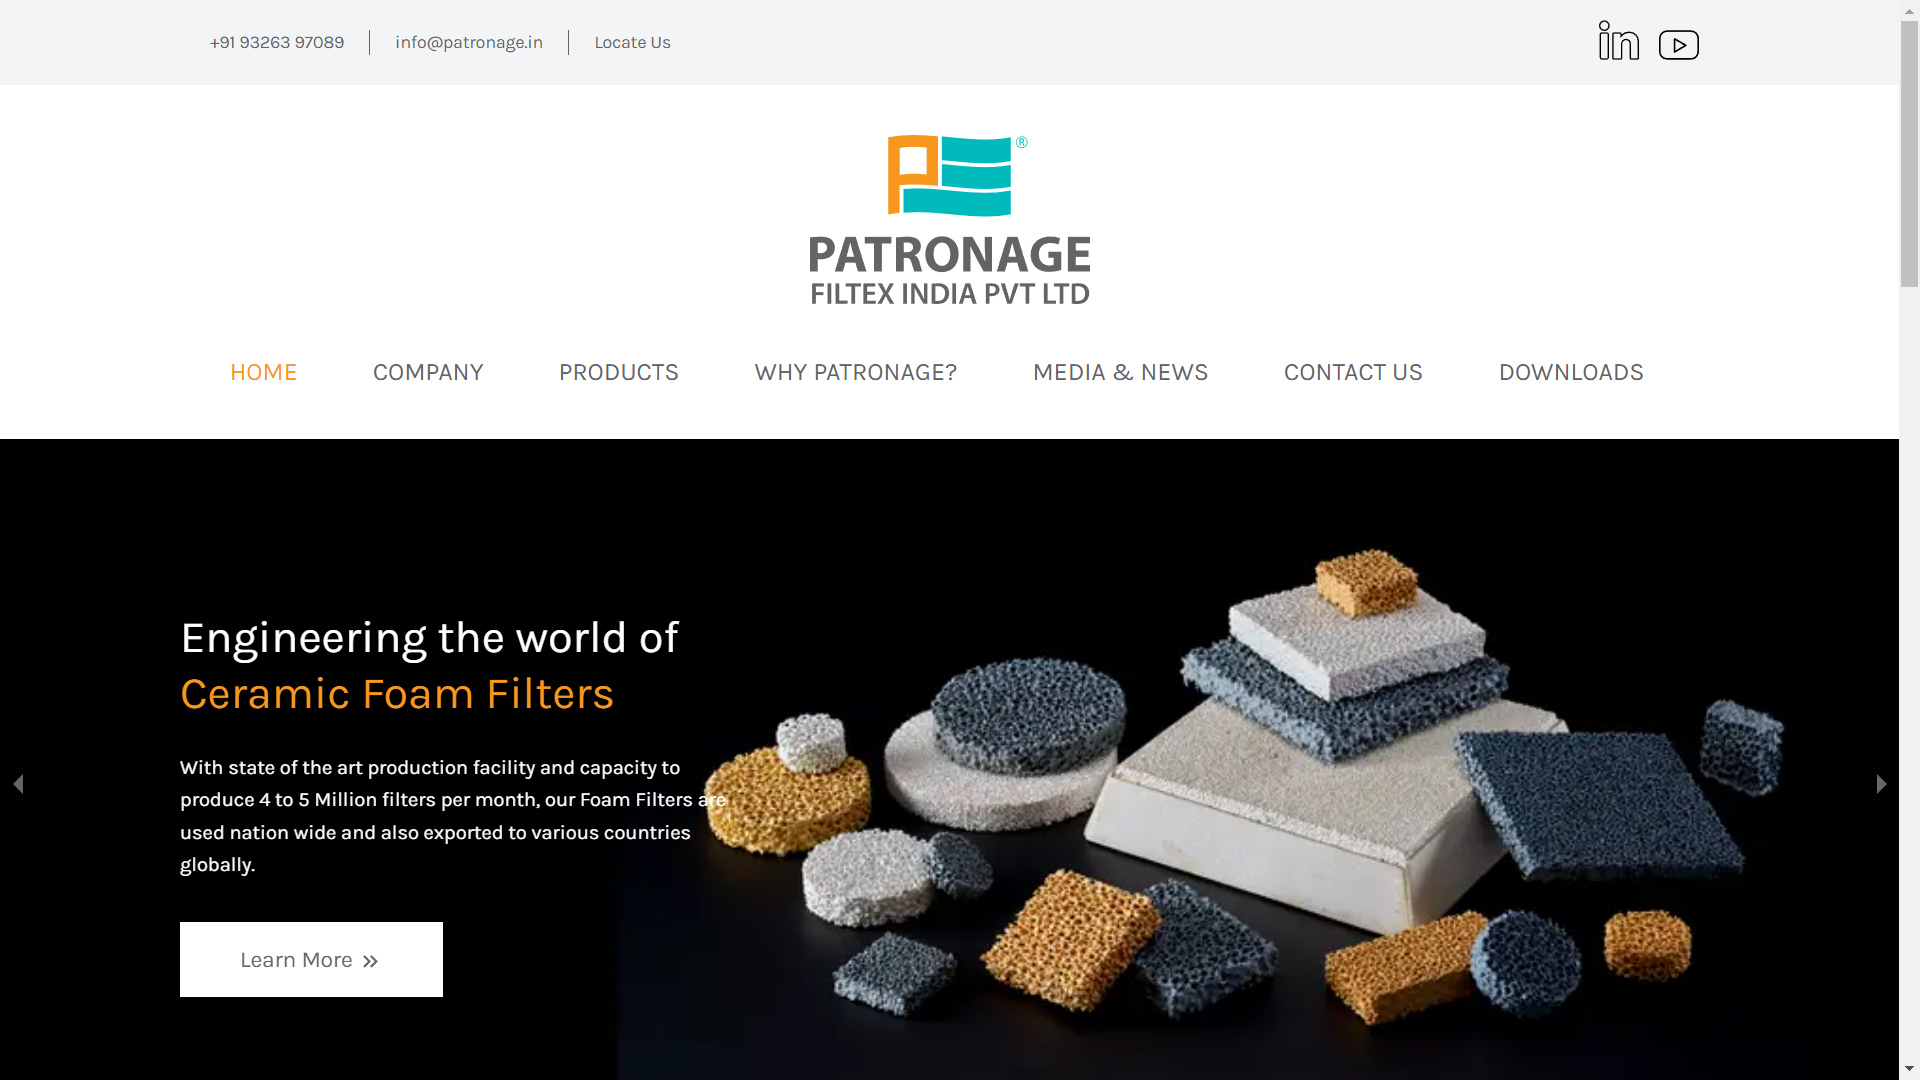 +91 93263 97089
info@patronage.in
Locate Us
®
PATRONAGE
FILTEX INDIA PVT LTD
HOME
COMPANY
PRODUCTS
WHY PATRONAGE?
MEDIA & NEWS
CONTACT US
DOWNLOADS
Engineering the world of
Ceramic Foam Filters
With state of the art production facility and capacity to
produce 4 to 5 Million filters per month, our Foam Filters are
used nation wide and also exported to various countries
globally.
Learn More »